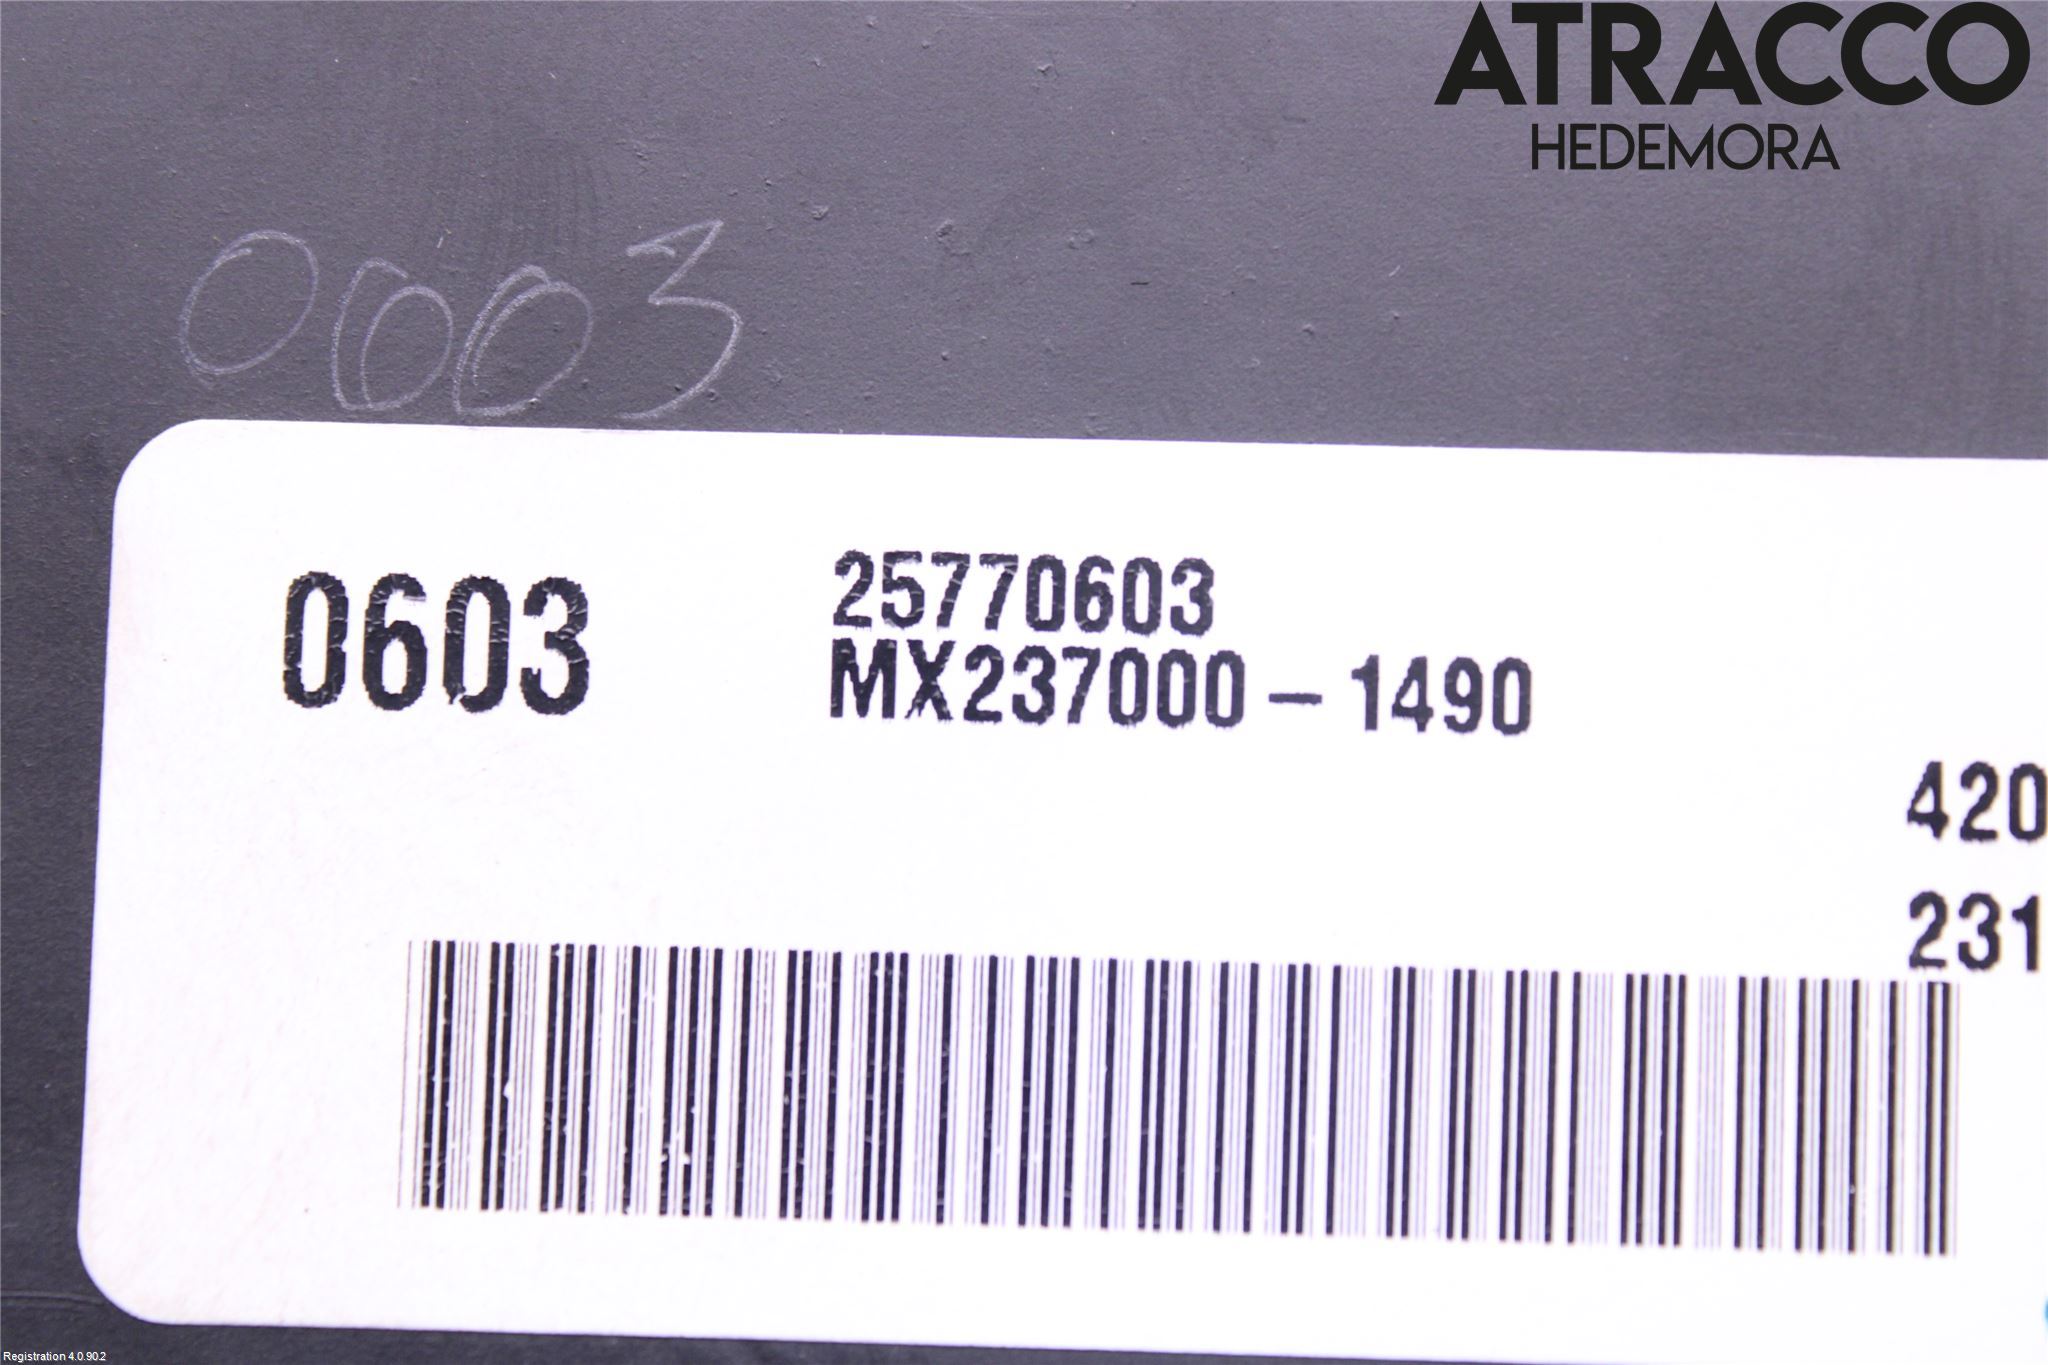 ATRACCO
HEDEMORA
0003
0603
25770603
MX237000-1490
420
231
Registration 4.0.90.2